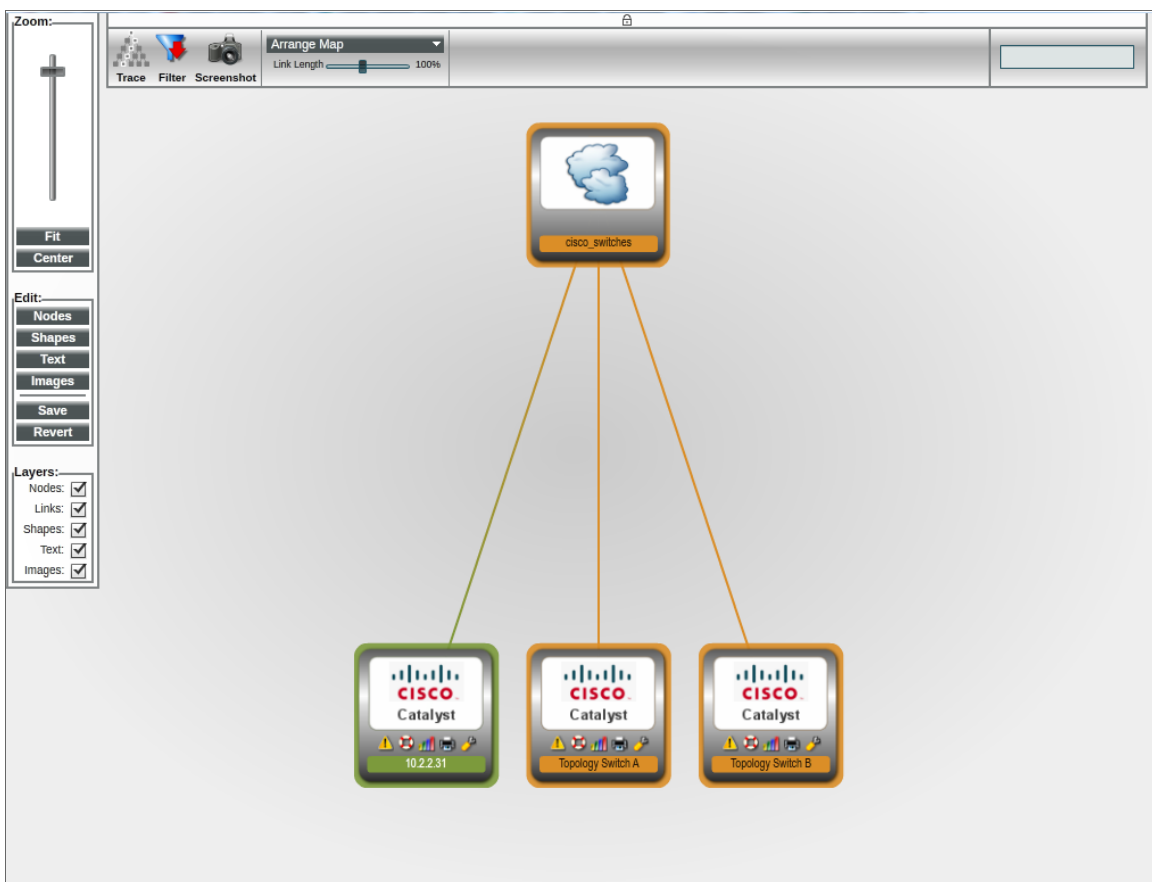 Zoom:
Fit
Center
Edit:
Nodes
Shapes
Text
Images
Save
Revert
Layers:
Nodes:
Links:
Shapes:
Text:
Images:
Trace Filter Screenshot
Arrange Map
Link Length 100%
cisco_switches
CISCO
Catalyst
10.2.2.31
CISCO
Catalyst
Topology Switch A
CISCO
Catalyst
Topology Switch B